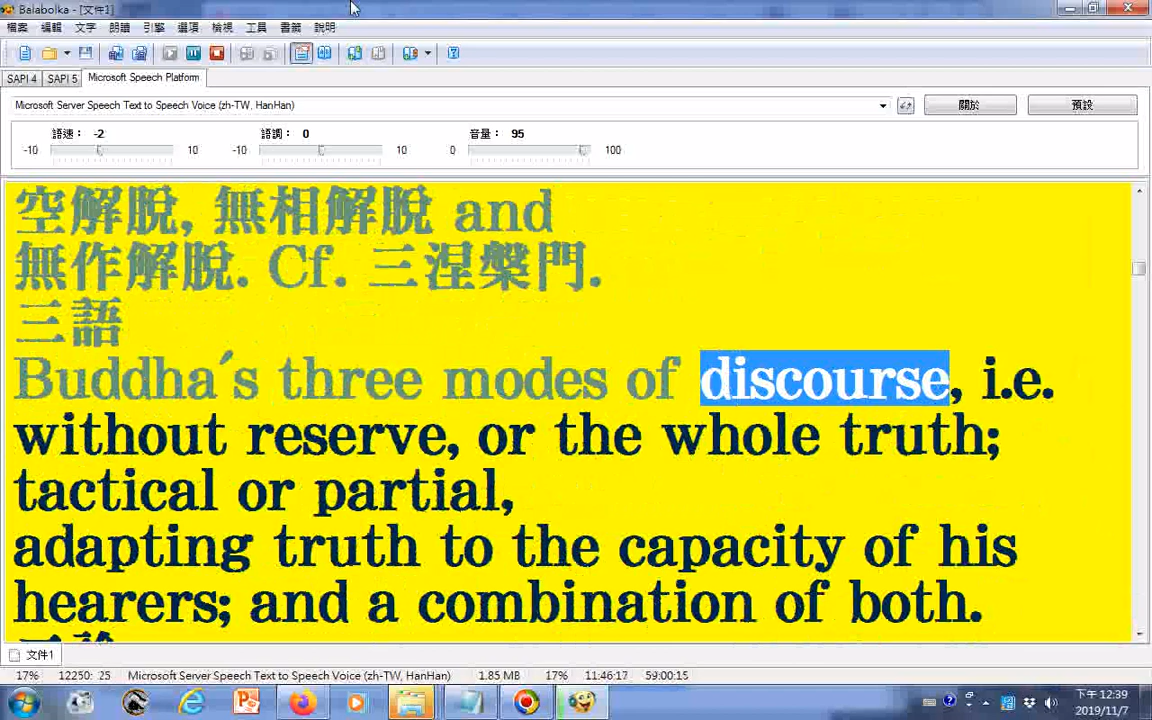 Balabolka - [文件1]
檔案 編輯 文字 朗讀 引擎 選項 檢視 工具 書籤 說明
SAPI 4 SAPI 5 Microsoft Speech Platform
Microsoft Server Speech Text to Speech Voice (zh-TW, HanHan) 關於 預設
語速： -2 語調： 0 音量： 95
-10 10 -10 10 0 100
空解脫, 無相解脫 and
無作解脫. Cf. 三涅槃門.
三語
Buddha's three modes of discourse, i.e.
without reserve, or the whole truth;
tactical or partial,
adapting truth to the capacity of his
hearers; and a combination of both.
文件1
17% 12250: 25 Microsoft Server Speech Text to Speech Voice (zh-TW, HanHan) 1.85 MB 17% 11:46:17 59:00:15
下午 12:39
2019/11/7